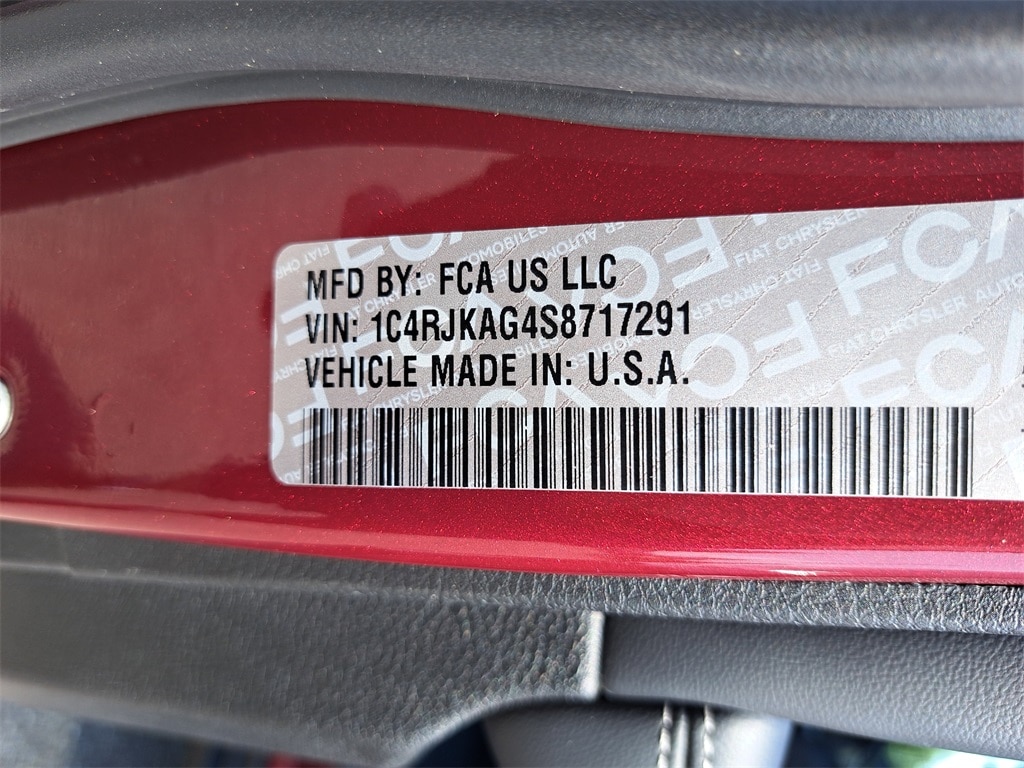 MFD BY: FCA US LLC
VIN: 1C4RJKAG4S8717291
VEHICLE MADE IN: U.S.A.